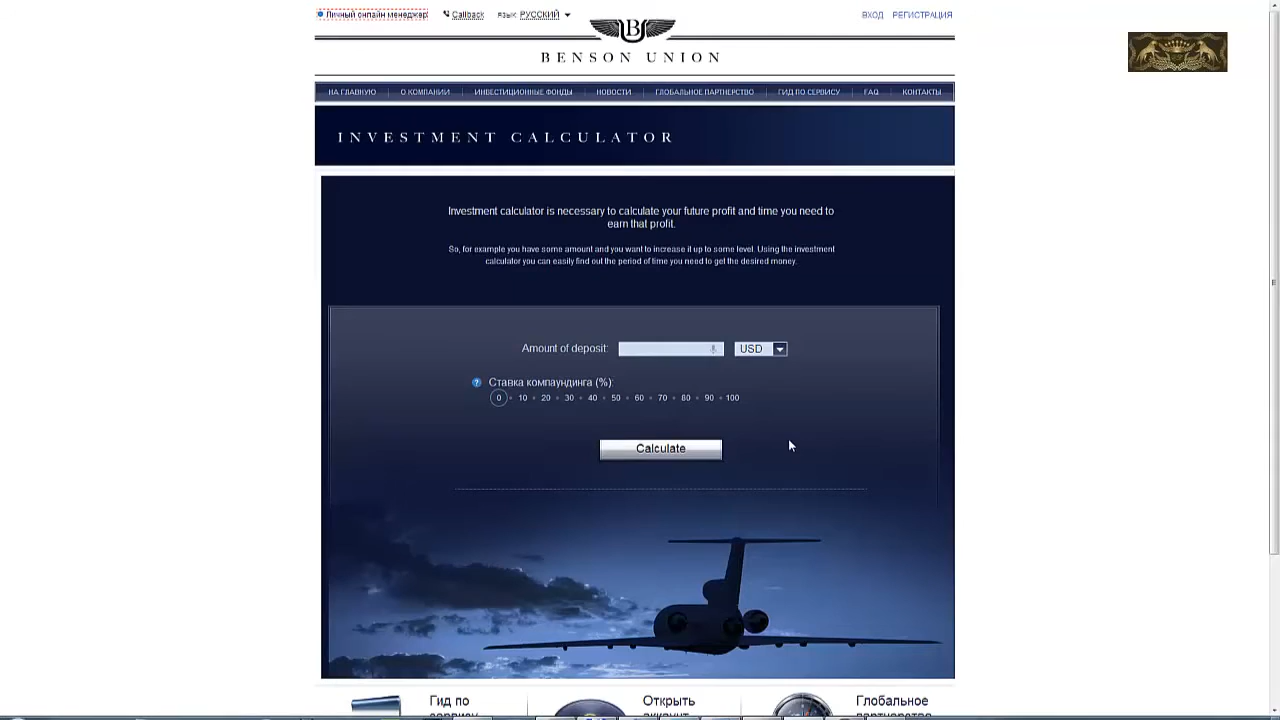 Личный онлайн менеджер
Callback
Язык: РУССКИЙ
ВХОД
РЕГИСТРАЦИЯ
B
BENSON UNION
НА ГЛАВНУЮ
О КОМПАНИИ
ИНВЕСТИЦИОННЫЕ ФОНДЫ
НОВОСТИ
ГЛОБАЛЬНОЕ ПАРТНЕРСТВО
ГИД ПО СЕРВИСУ
FAQ
КОНТАКТЫ
INVESTMENT CALCULATOR
Investment calculator is necessary to calculate your future profit and time you need to
earn that profit.
So, for example you have some amount and you want to increase it up to some level. Using the investment
calculator you can easily find out the period of time you need to get the desired money.
Amount of deposit:
USD
? Ставка компаундинга (%):
0 10 20 30 40 50 60 70 80 90 100
Calculate
Гид по
сервису
Открыть
аккаунт
Глобальное
партнерство